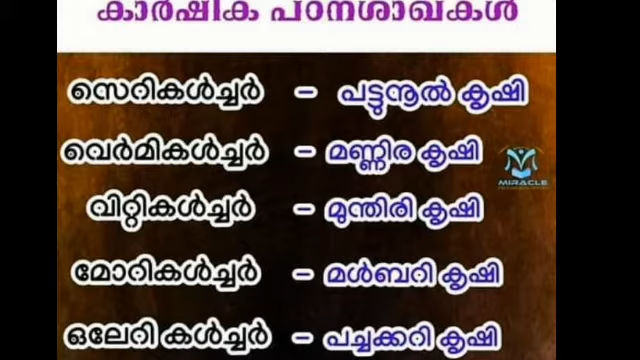 കാർഷിക പഠനശാഖകൾ
സെറികൾച്ചർ – പട്ടുനൂൽ കൃഷി
വെർമികൾച്ചർ – മണ്ണിര കൃഷി
MIRACLE
വിറ്റികൾച്ചർ – മുന്തിരി കൃഷി
മോറികൾച്ചർ – മൾബറി കൃഷി
ഒലേറി കൾച്ചർ – പച്ചക്കറി കൃഷി